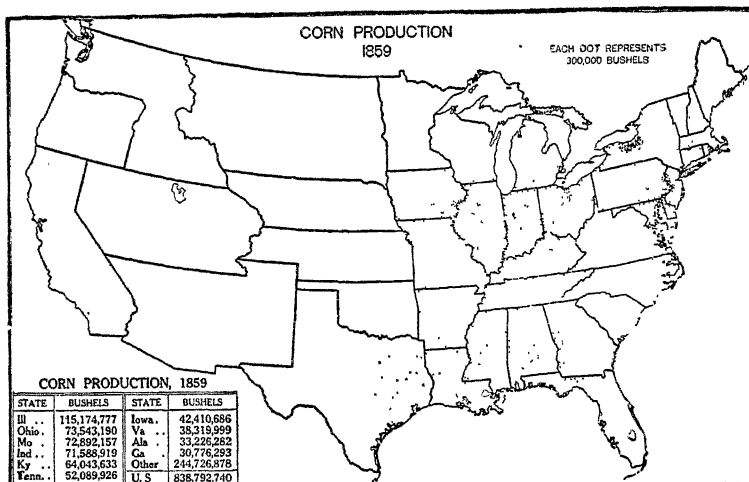 CORN PRODUCTION
1859
EACH DOT REPRESENTS
300,000 BUSHELS
CORN PRODUCTION, 1859
STATE BUSHELS STATE BUSHELS
Ill .. 115,174,777 Iowa. 42,410,686
Ohio. 73,543,190 Va .. 38,319,999
Mo . 72,892,157 Ala . 33,226,282
Ind .. 71,588,919 Ga . 30,776,293
Ky .. 64,043,633 Other 244,726,878
Tenn.. 52,089,926 U.S 838,792,740